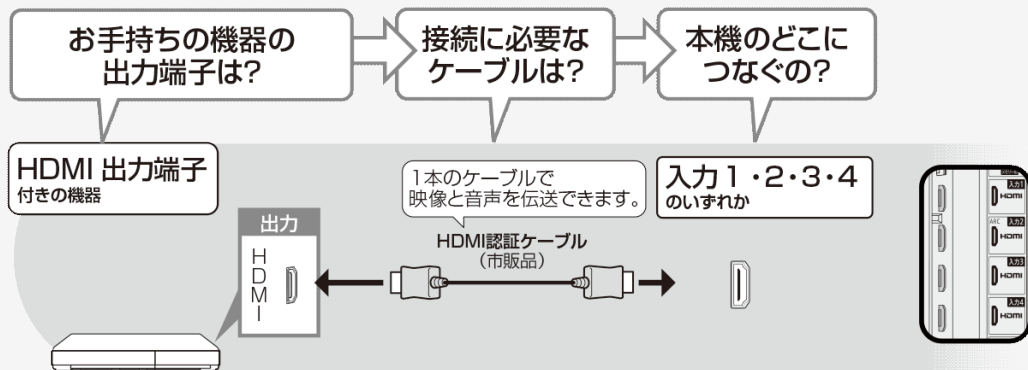 お手持ちの機器の
出力端子は?
接続に必要な
ケーブルは?
本機のどこに
つなぐの?
HDMI 出力端子
付きの機器
1本のケーブルで
映像と音声を伝送できます。
入力1・2・3・4
のいずれか
出力
HDMI
HDMI認証ケーブル
(市販品)
入力1
HDMI
ARC 入力2
HDMI
入力3
HDMI
入力4
HDMI